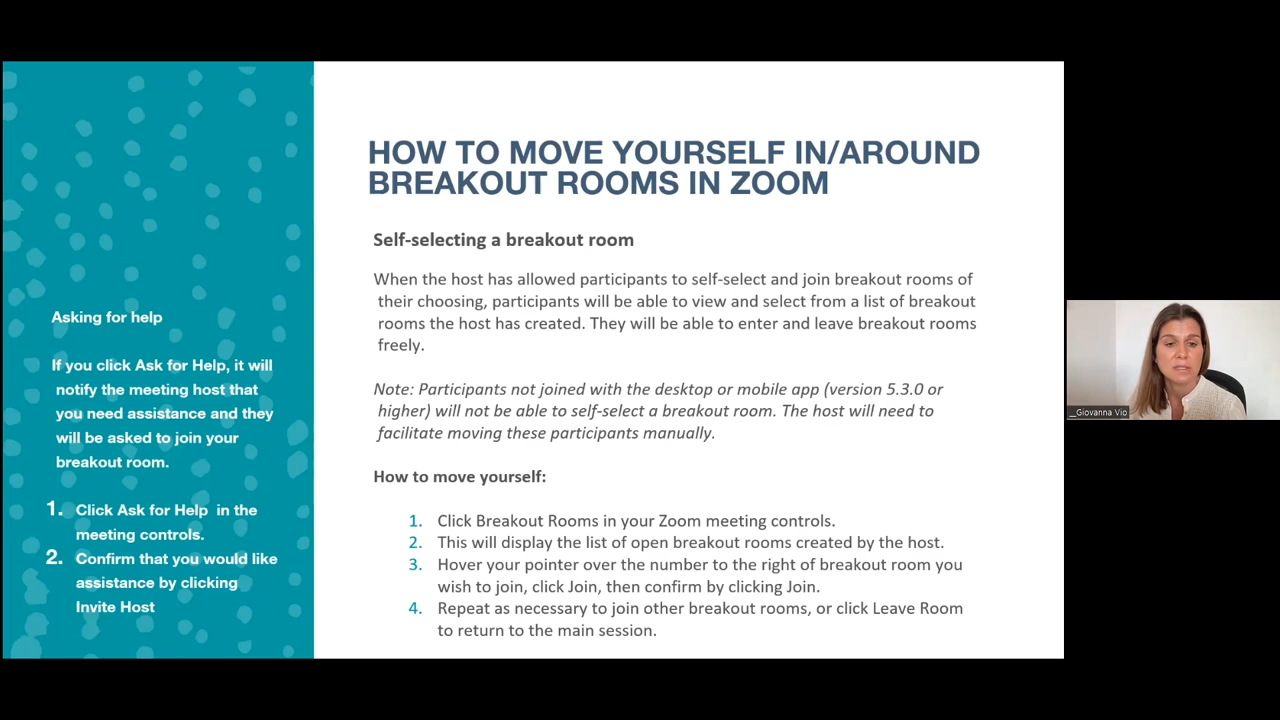 Asking for help
If you click Ask for Help, it will
notify the meeting host that
you need assistance and they
will be asked to join your
breakout room.
1. Click Ask for Help in the
meeting controls.
2. Confirm that you would like
assistance by clicking
Invite Host
HOW TO MOVE YOURSELF IN/AROUND
BREAKOUT ROOMS IN ZOOM
Self-selecting a breakout room
When the host has allowed participants to self-select and join breakout rooms of
their choosing, participants will be able to view and select from a list of breakout
rooms the host has created. They will be able to enter and leave breakout rooms
freely.
Note: Participants not joined with the desktop or mobile app (version 5.3.0 or
higher) will not be able to self-select a breakout room. The host will need to
facilitate moving these participants manually.
How to move yourself:
1. Click Breakout Rooms in your Zoom meeting controls.
2. This will display the list of open breakout rooms created by the host.
3. Hover your pointer over the number to the right of breakout room you
wish to join, click Join, then confirm by clicking Join.
4. Repeat as necessary to join other breakout rooms, or click Leave Room
to return to the main session.
__Giovanna Vio